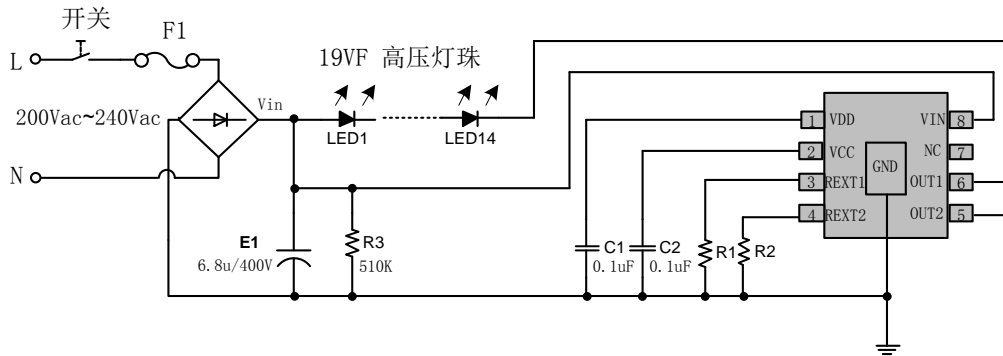 开关
F1
L
19VF 高压灯珠
200Vac~240Vac
Vin
LED1
LED14
N
1 VDD
2 VCC
3 REXT1
4 REXT2
GND
VIN 8
NC 7
OUT1 6
OUT2 5
E1
6.8u/400V
R3
510K
C1
0.1uF
C2
0.1uF
R1
R2